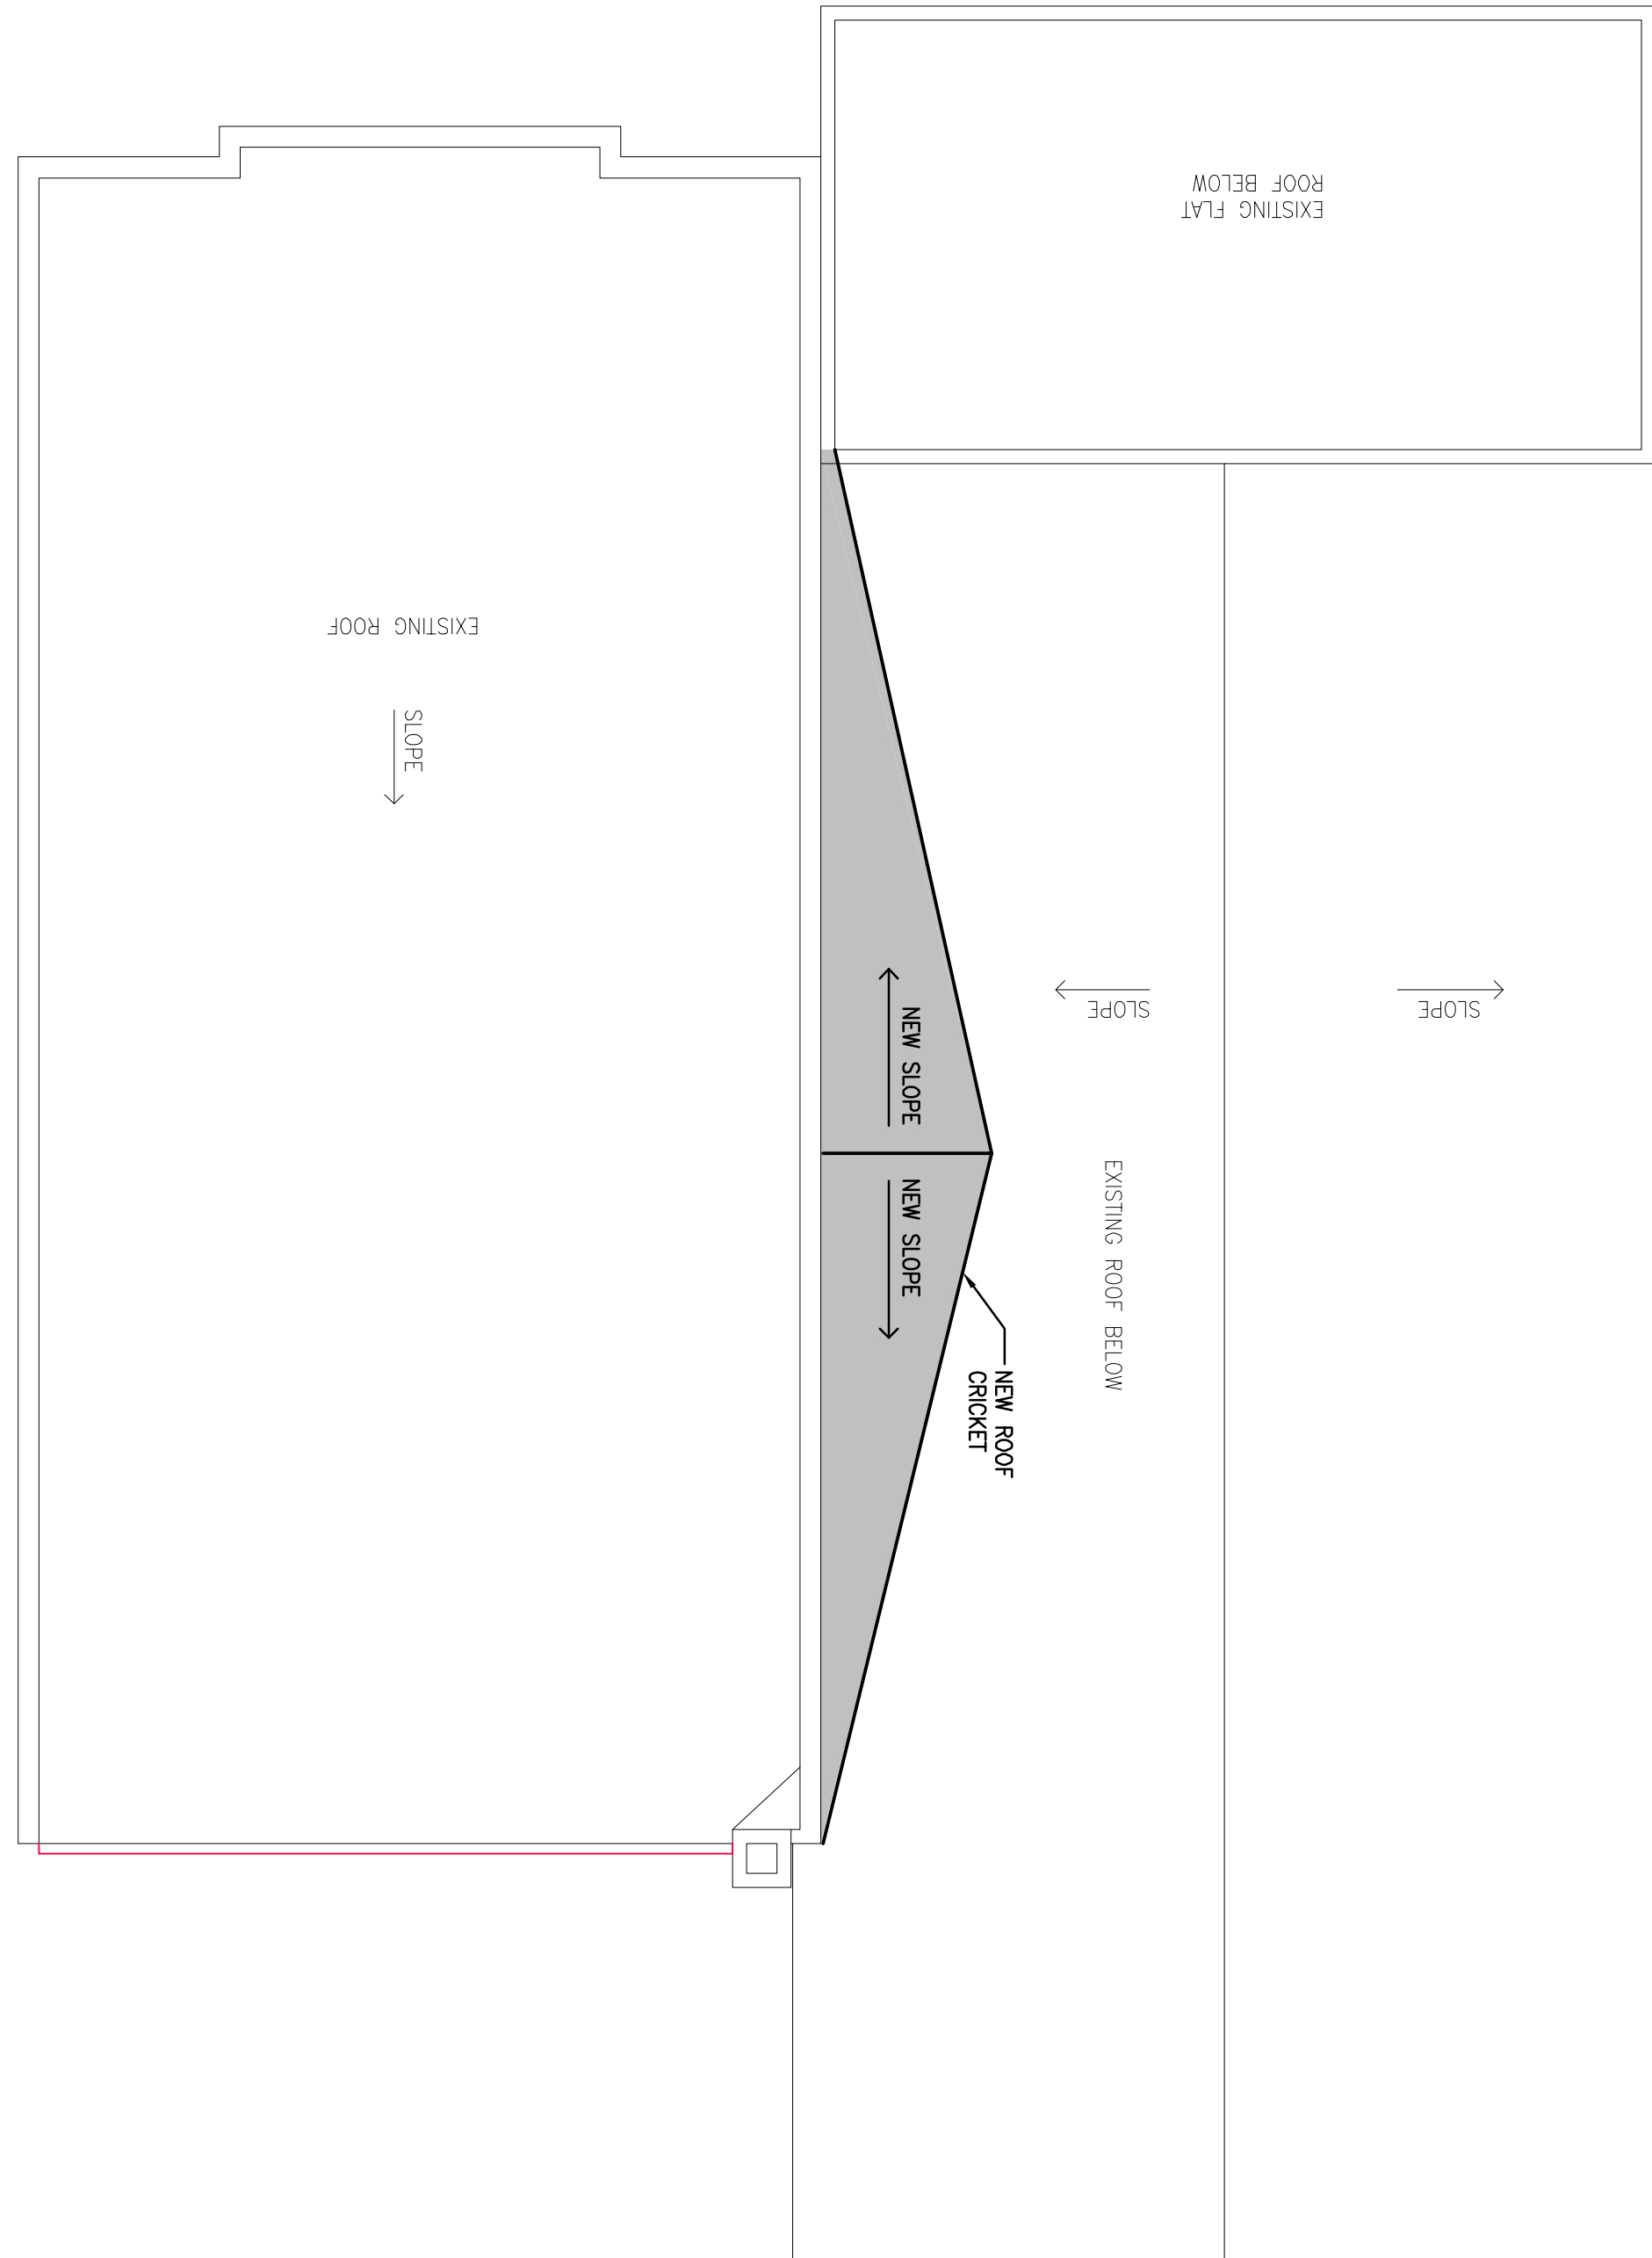 EXISTING FLAT
ROOF BELOW
EXISTING ROOF
SLOPE
SLOPE
SLOPE
NEW SLOPE
NEW SLOPE
EXISTING ROOF BELOW
NEW ROOF
CRICKET